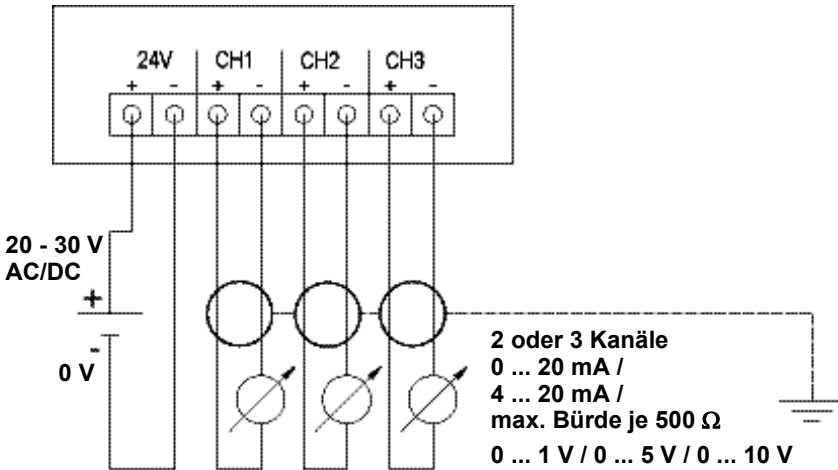 24V CH1 CH2 CH3
+ - + - + - + -
20 - 30 V
AC/DC
+
-
0 V
2 oder 3 Kanäle
0 ... 20 mA /
4 ... 20 mA /
max. Bürde je 500 Ω
0 ... 1 V / 0 ... 5 V / 0 ... 10 V